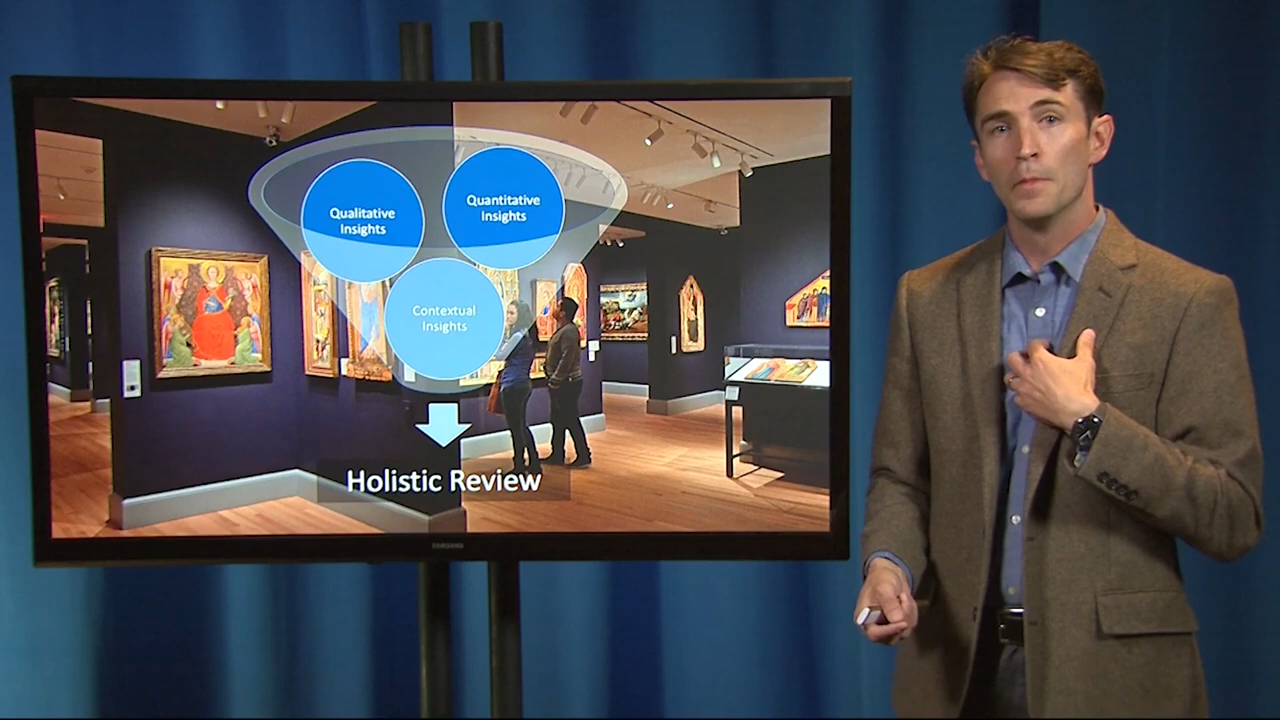 Qualitative
Insights
Quantitative
Insights
Contextual
Insights
Holistic Review
SAMSUNG